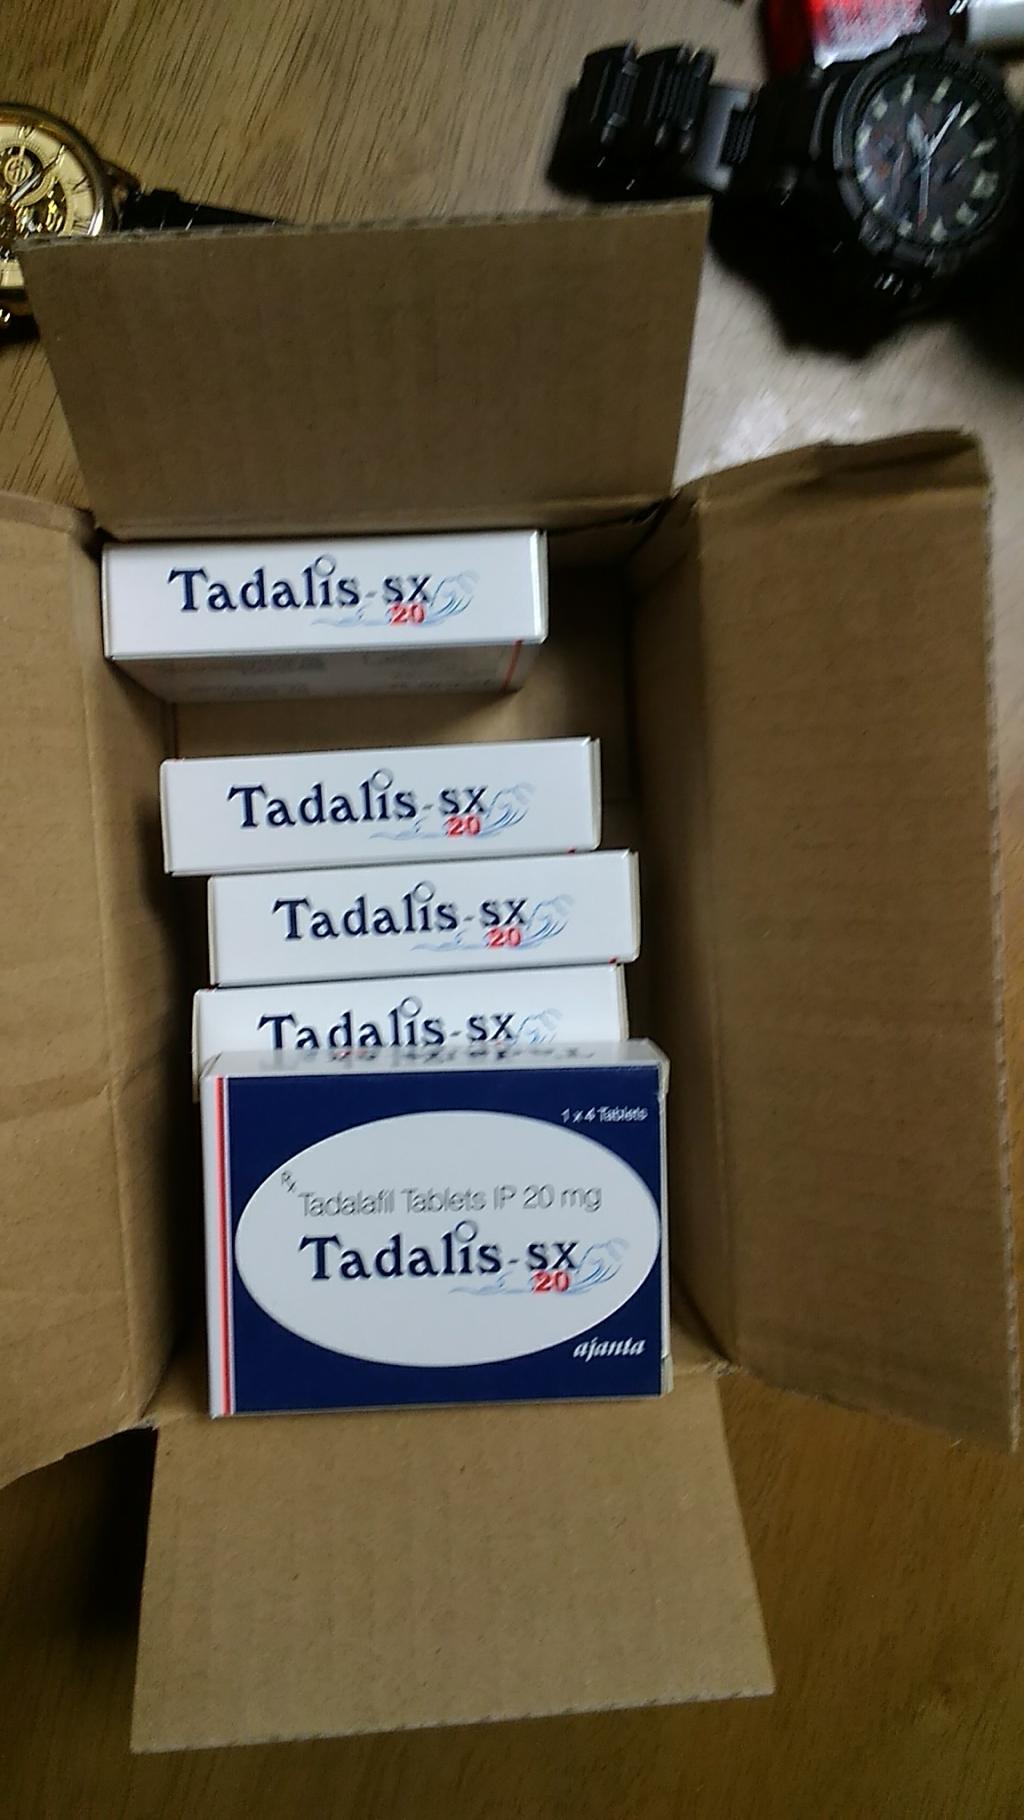 Tadalis-sx
20
Tadalis-sx
20
Tadalis-sx
20
Tadalis-sx
1 x 4 Tablets
Rx
Tadalafil Tablets IP 20 mg
Tadalis-sx
20
ajanta